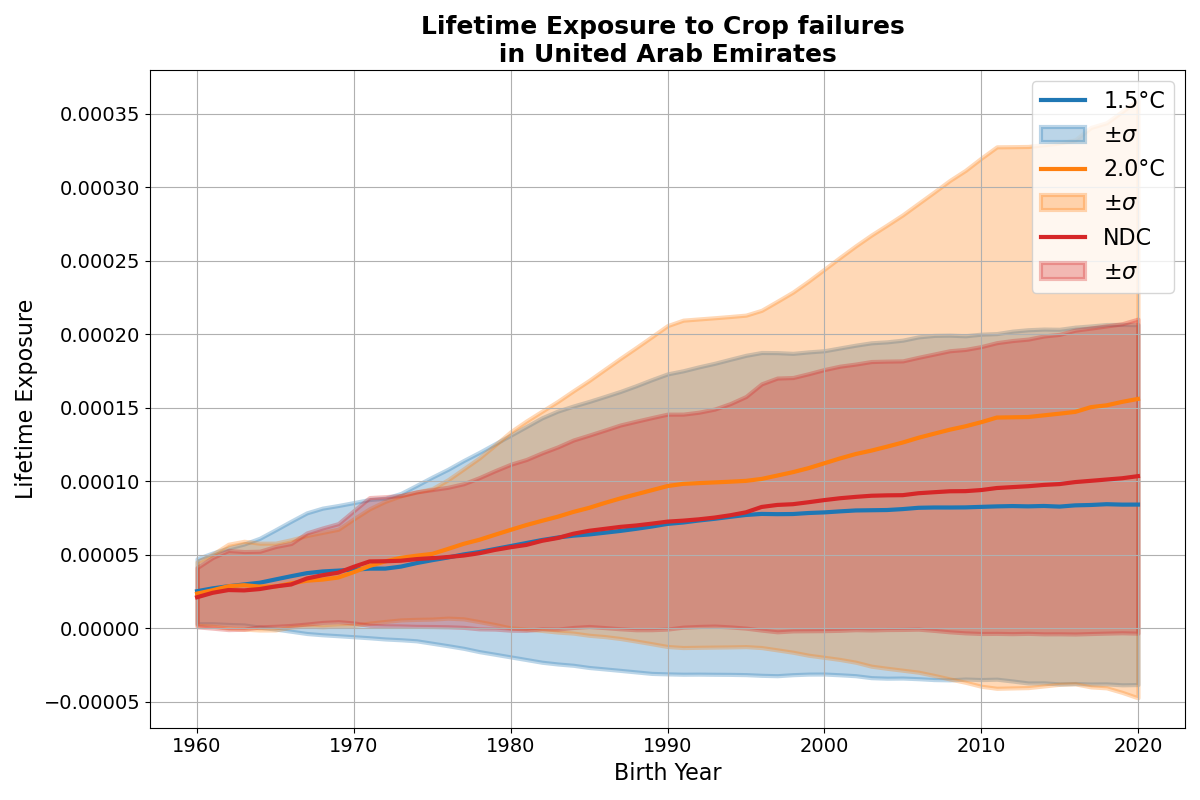 Lifetime Exposure to Crop failures
in United Arab Emirates
0.00035
0.00030
0.00025
0.00020
0.00015
0.00010
0.00005
0.00000
−0.00005
Lifetime Exposure
1960
1970
1980
1990
2000
2010
2020
Birth Year
1.5°C
±σ
2.0°C
±σ
NDC
±σ